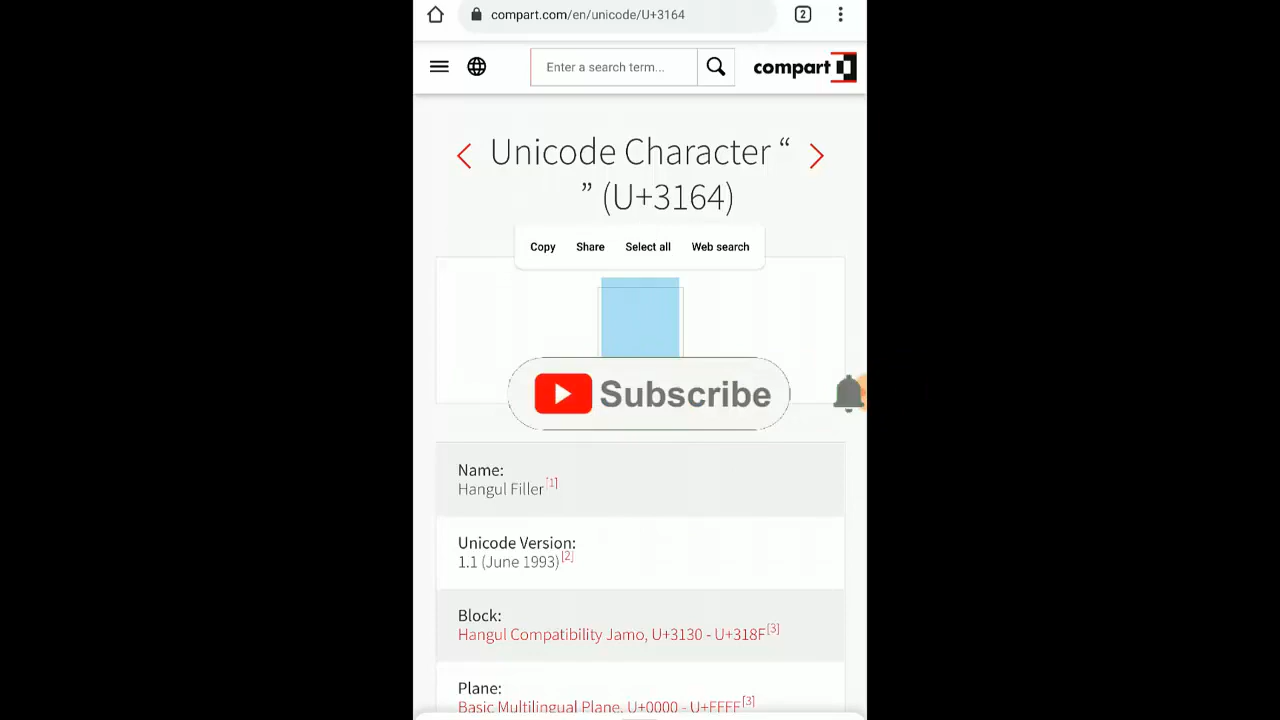 compart.com/en/unicode/U+3164
2
Enter a search term...
compart
Unicode Character “
” (U+3164)
Copy Share Select all Web search
Subscribe
Name:
Hangul Filler[1]
Unicode Version:
1.1 (June 1993)[2]
Block:
Hangul Compatibility Jamo, U+3130 - U+318F[3]
Plane:
Basic Multilingual Plane, U+0000 - U+FFFF[3]